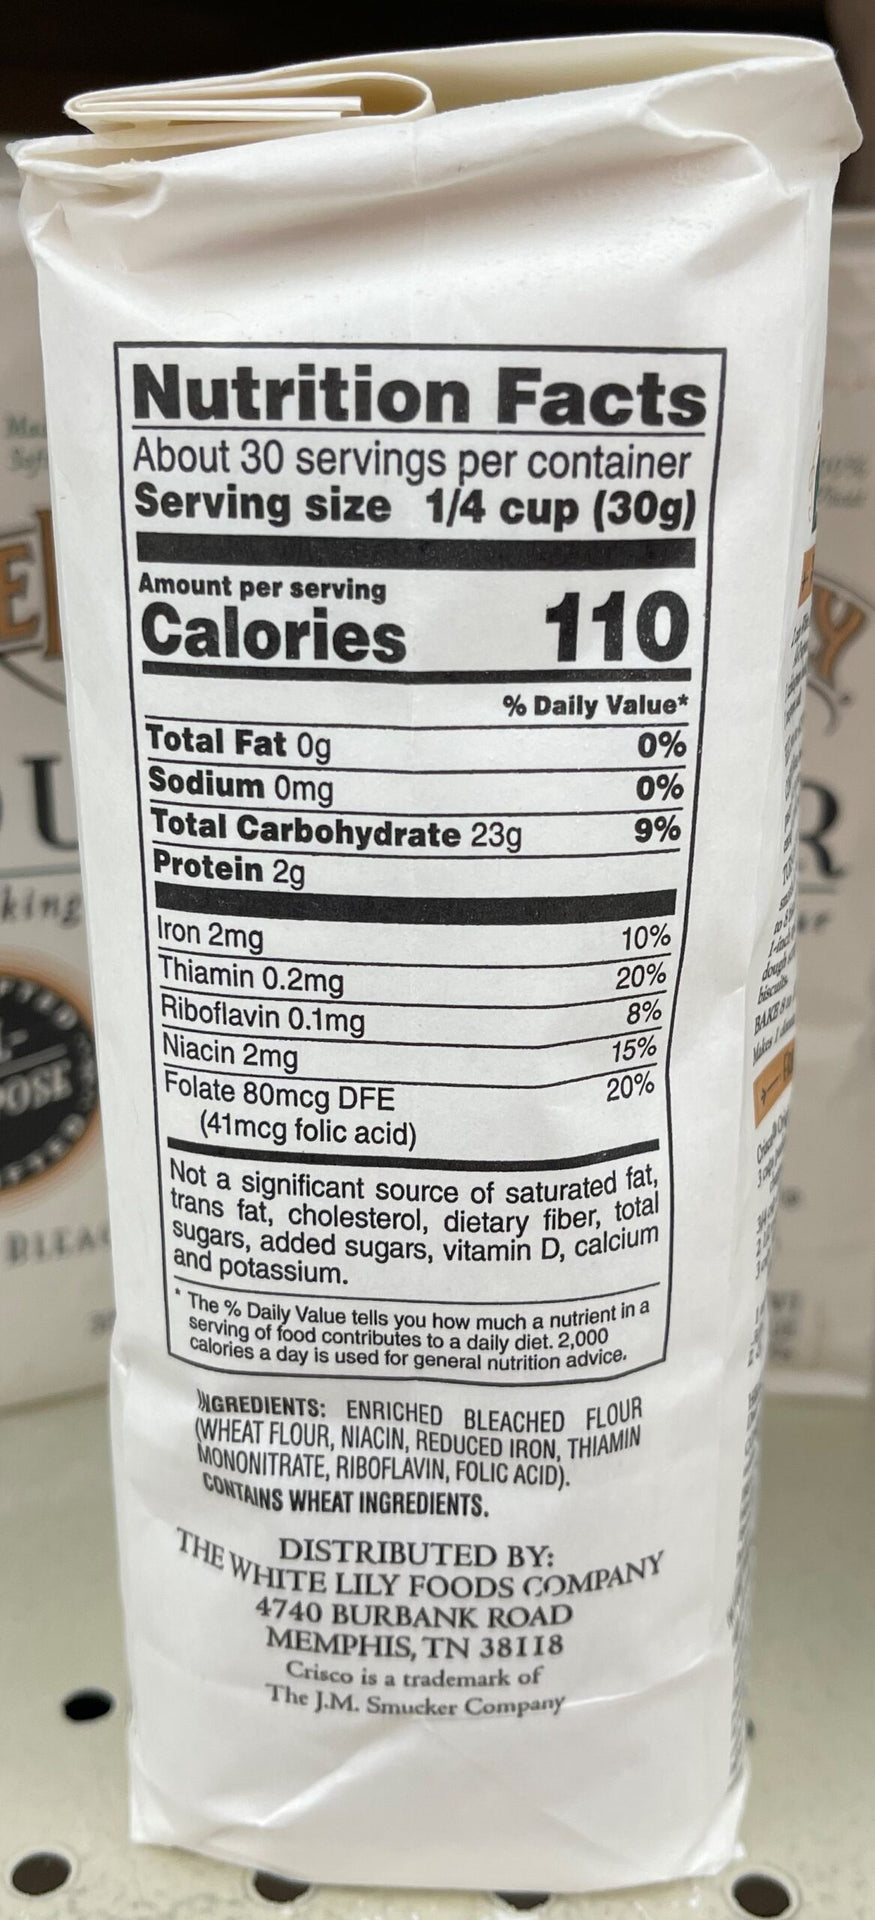 Nutrition Facts
About 30 servings per container
Serving size 1/4 cup (30g)
Amount per serving
Calories 110
% Daily Value*
Total Fat 0g 0%
Sodium 0mg 0%
Total Carbohydrate 23g 9%
Protein 2g
Iron 2mg 10%
Thiamin 0.2mg 20%
Riboflavin 0.1mg 8%
Niacin 2mg 15%
Folate 80mcg DFE 20%
(41mcg folic acid)
Not a significant source of saturated fat,
trans fat, cholesterol, dietary fiber, total
sugars, added sugars, vitamin D, calcium
and potassium.
* The % Daily Value tells you how much a nutrient in a
serving of food contributes to a daily diet. 2,000
calories a day is used for general nutrition advice.
INGREDIENTS: ENRICHED BLEACHED FLOUR
(WHEAT FLOUR, NIACIN, REDUCED IRON, THIAMIN
MONONITRATE, RIBOFLAVIN, FOLIC ACID).
CONTAINS WHEAT INGREDIENTS.
DISTRIBUTED BY:
THE WHITE LILY FOODS COMPANY
4740 BURBANK ROAD
MEMPHIS, TN 38118
Crisco is a trademark of
The J.M. Smucker Company